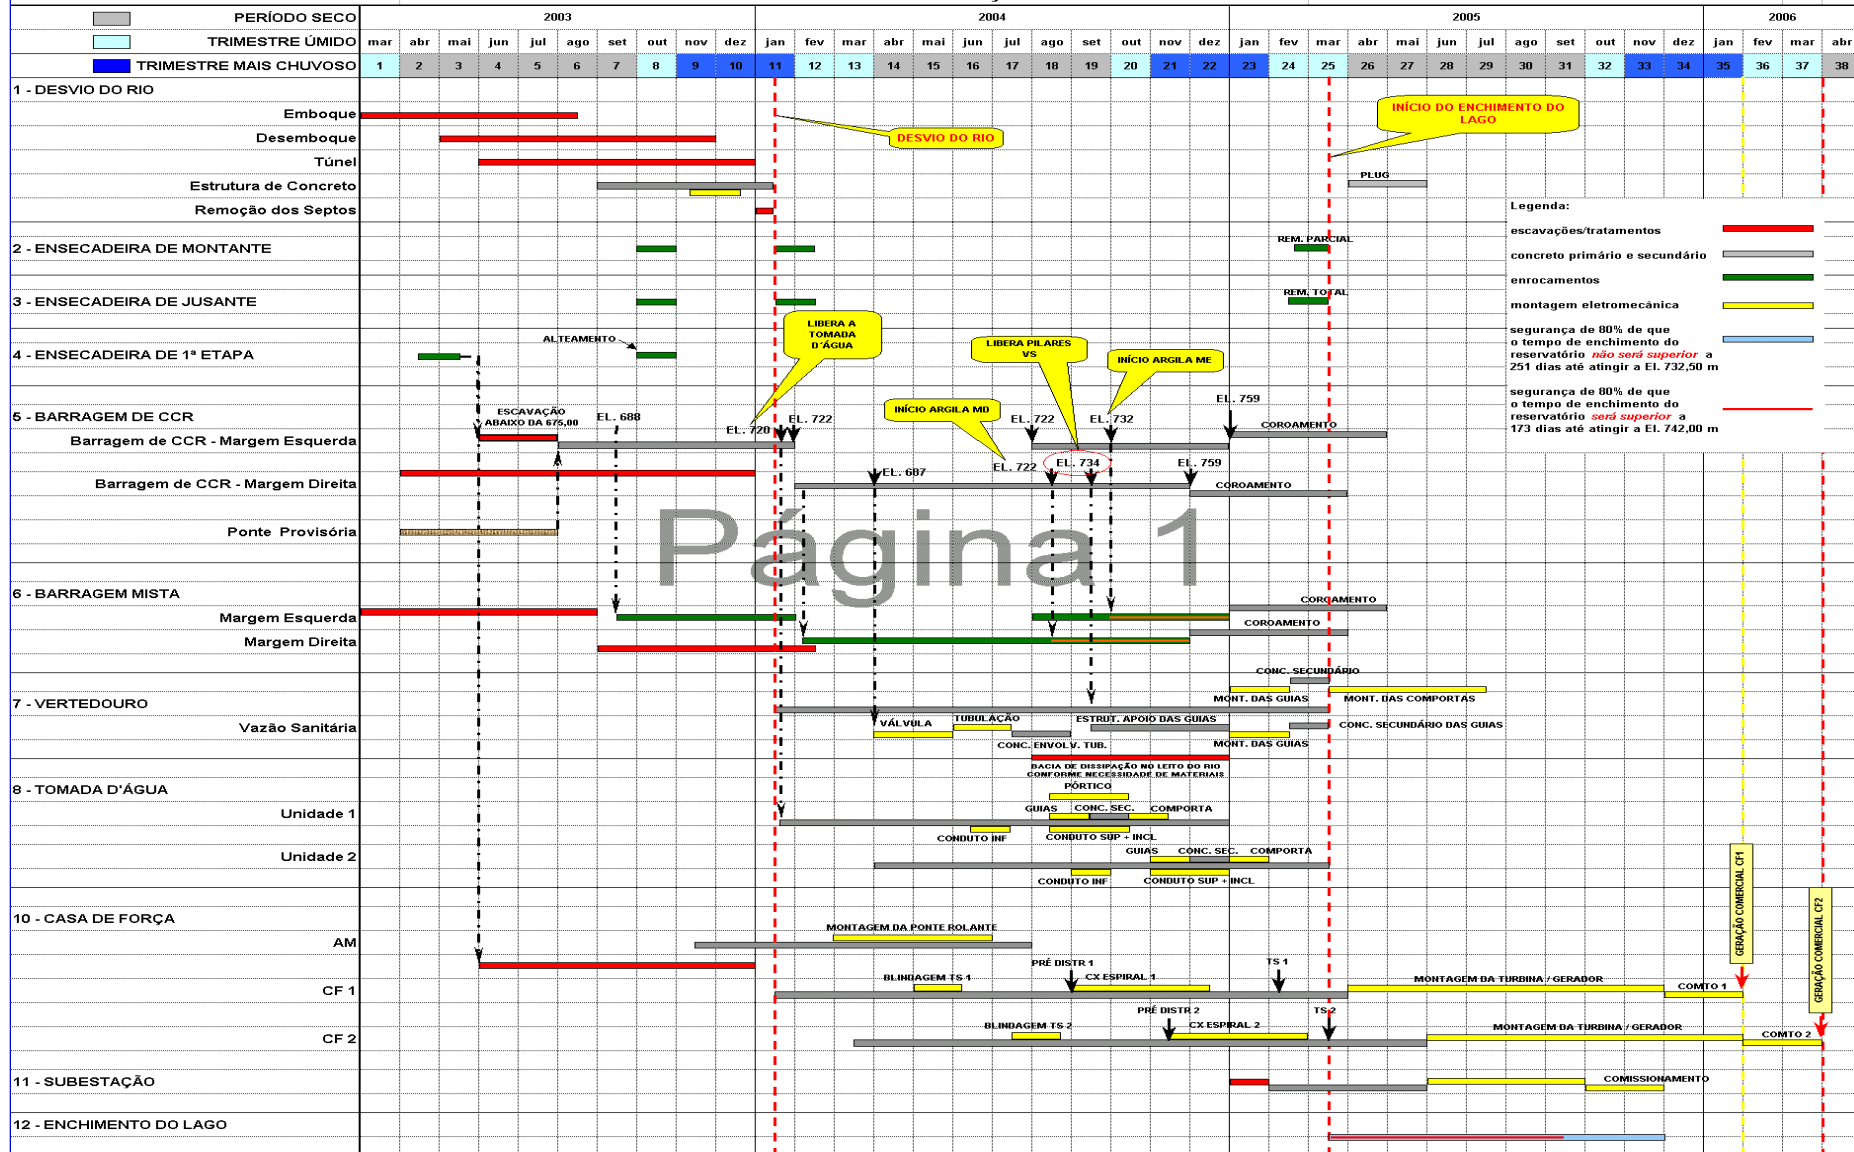 PERÍODO SECO 2003 2004 2005 2006
TRIMESTRE ÚMIDO mar abr mai jun jul ago set out nov dez jan fev mar abr mai jun jul ago set out nov dez jan fev mar abr mai jun jul ago set out nov dez jan fev mar abr
TRIMESTRE MAIS CHUVOSO 1 2 3 4 5 6 7 8 9 10 11 12 13 14 15 16 17 18 19 20 21 22 23 24 25 26 27 28 29 30 31 32 33 34 35 36 37 38
1 - DESVIO DO RIO
INÍCIO DO ENCHIMENTO DO
LAGO
Emboque
Desemboque
DESVIO DO RIO
Túnel
Estrutura de Concreto
PLUG
Remoção dos Septos
Legenda:
escavações/tratamentos
concreto primário e secundário
enrocamentos
montagem eletromecânica
segurança de 80% de que
o tempo de enchimento do
reservatório não será superior a
251 dias até atingir a El. 732,50 m
segurança de 80% de que
o tempo de enchimento do
reservatório será superior a
173 dias até atingir a El. 742,00 m
2 - ENSECADEIRA DE MONTANTE
REM. PARCIAL
3 - ENSECADEIRA DE JUSANTE
REM. TOTAL
LIBERA A
TOMADA
D'ÁGUA
ALTEAMENTO
4 - ENSECADEIRA DE 1ª ETAPA
LIBERA PILARES
VS
INÍCIO ARGILA ME
INÍCIO ARGILA MD
5 - BARRAGEM DE CCR
ESCAVAÇÃO
ABAIXO DA 675,00
EL. 688
EL. 720
EL. 722
EL. 722
EL. 732
EL. 759
COROAMENTO
Barragem de CCR - Margem Esquerda
EL. 687
EL. 722
EL. 734
EL. 759
Barragem de CCR - Margem Direita
COROAMENTO
Ponte Provisória
Página 1
6 - BARRAGEM MISTA
COROAMENTO
Margem Esquerda
COROAMENTO
Margem Direita
CONC. SECUNDÁRIO
MONT. DAS GUIAS
MONT. DAS COMPORTAS
7 - VERTEDOURO
Vazão Sanitária
VÁLVULA
TUBULAÇÃO
ESTRUT. APOIO DAS GUIAS
CONC. SECUNDÁRIO DAS GUIAS
CONC. ENVOLV. TUB.
MONT. DAS GUIAS
BACIA DE DISSIPAÇÃO NO LEITO DO RIO
CONFORME NECESSIDADE DE MATERIAIS
8 - TOMADA D'ÁGUA
PÓRTICO
Unidade 1
GUIAS
CONC. SEC.
COMPORTA
CONDUTO INF
CONDUTO SUP + INCL
Unidade 2
GUIAS
CONC. SEC.
COMPORTA
CONDUTO INF
CONDUTO SUP + INCL
GERAÇÃO COMERCIAL CF1
GERAÇÃO COMERCIAL CF2
10 - CASA DE FORÇA
MONTAGEM DA PONTE ROLANTE
AM
CF 1
BLINDAGEM TS 1
PRÉ DISTR 1
CX ESPIRAL 1
TS 1
MONTAGEM DA TURBINA / GERADOR
COMTO 1
CF 2
BLINDAGEM TS 2
PRÉ DISTR 2
CX ESPIRAL 2
TS 2
MONTAGEM DA TURBINA / GERADOR
COMTO 2
11 - SUBESTAÇÃO
COMISSIONAMENTO
12 - ENCHIMENTO DO LAGO